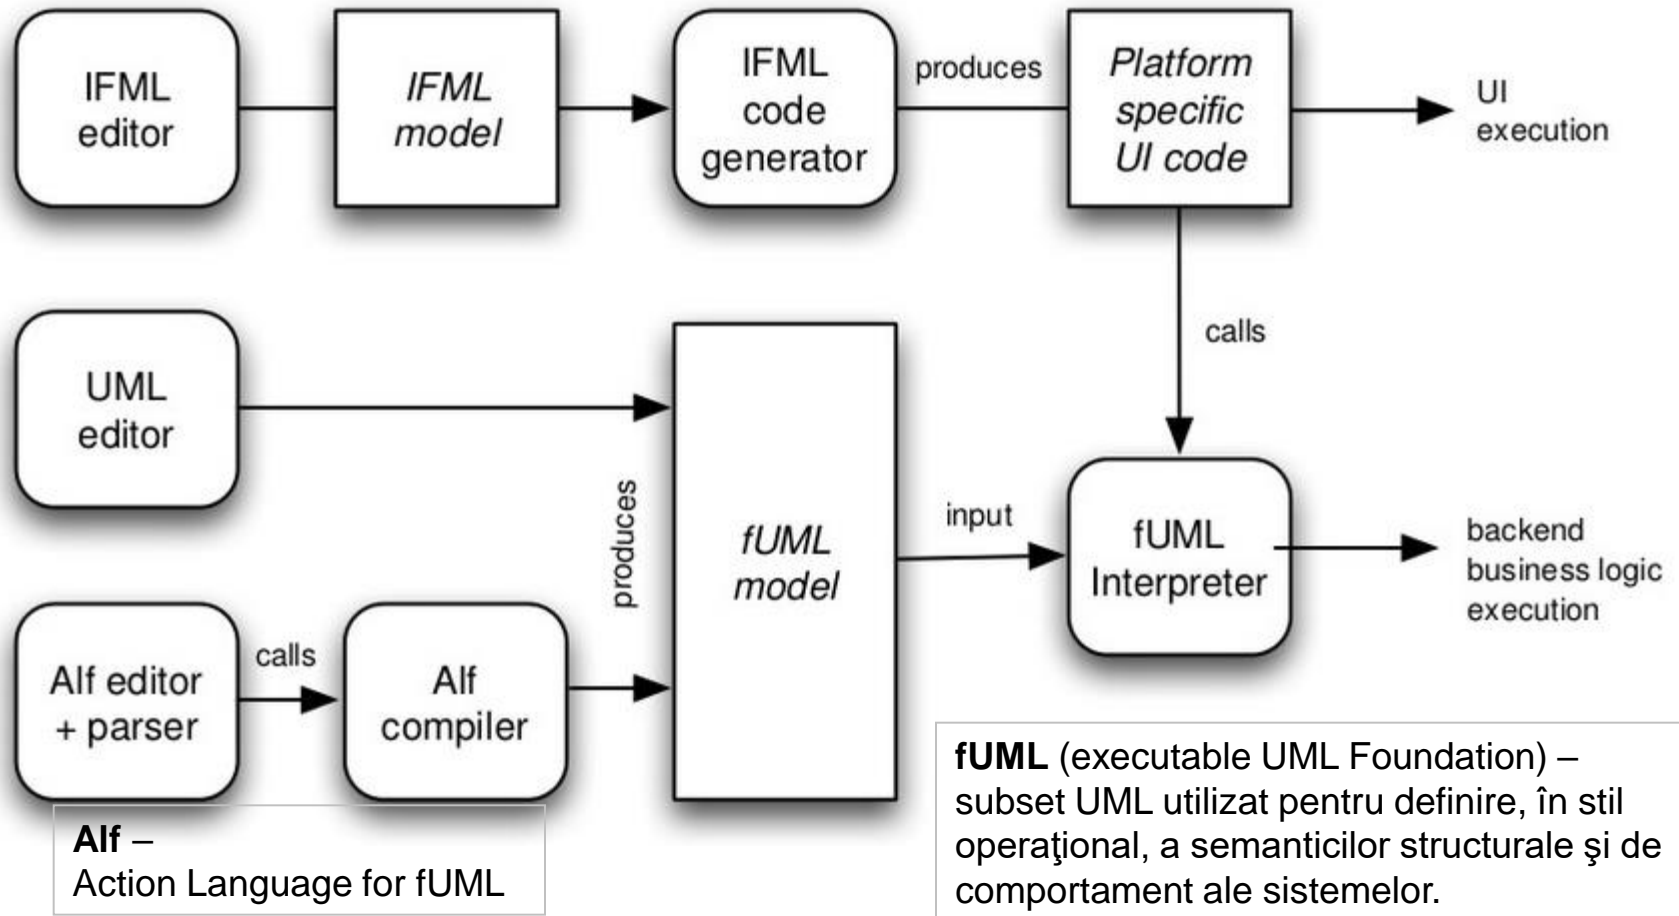 IFML
editor
IFML
model
IFML
code
generator
produces
Platform
specific
UI code
UI
execution
calls
UML
editor
produces
fUML
model
input
fUML
Interpreter
backend
business logic
execution
Alf editor
+ parser
calls
Alf
compiler
Alf –
Action Language for fUML
fUML (executable UML Foundation) –
subset UML utilizat pentru definire, în stil
operaţional, a semanticilor structurale şi de
comportament ale sistemelor.